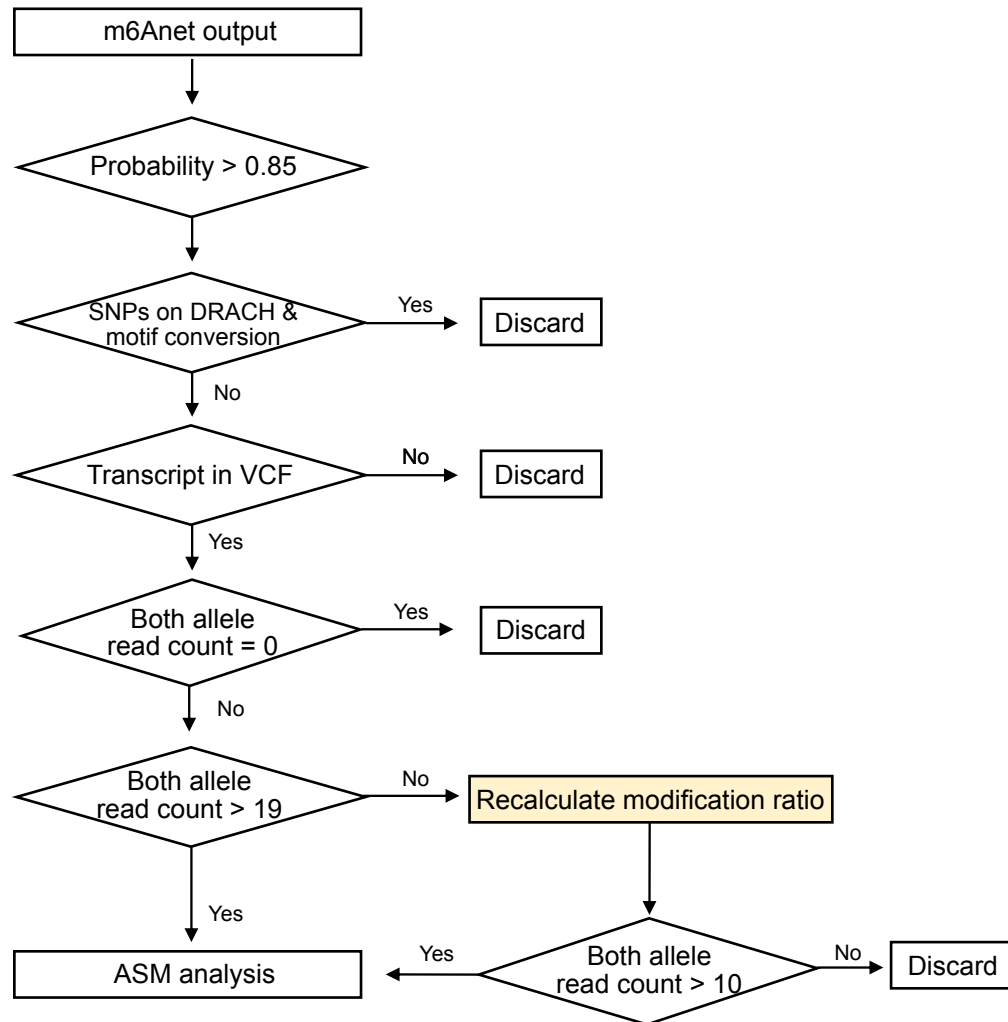 m6Anet output
Probability > 0.85
SNPs on DRACH &
motif conversion
Yes
Discard
No
Transcript in VCF
No
Discard
Yes
Both allele
read count = 0
Yes
Discard
No
Both allele
read count > 19
No
Recalculate modification ratio
Yes
ASM analysis
Yes
Both allele
read count > 10
No
Discard